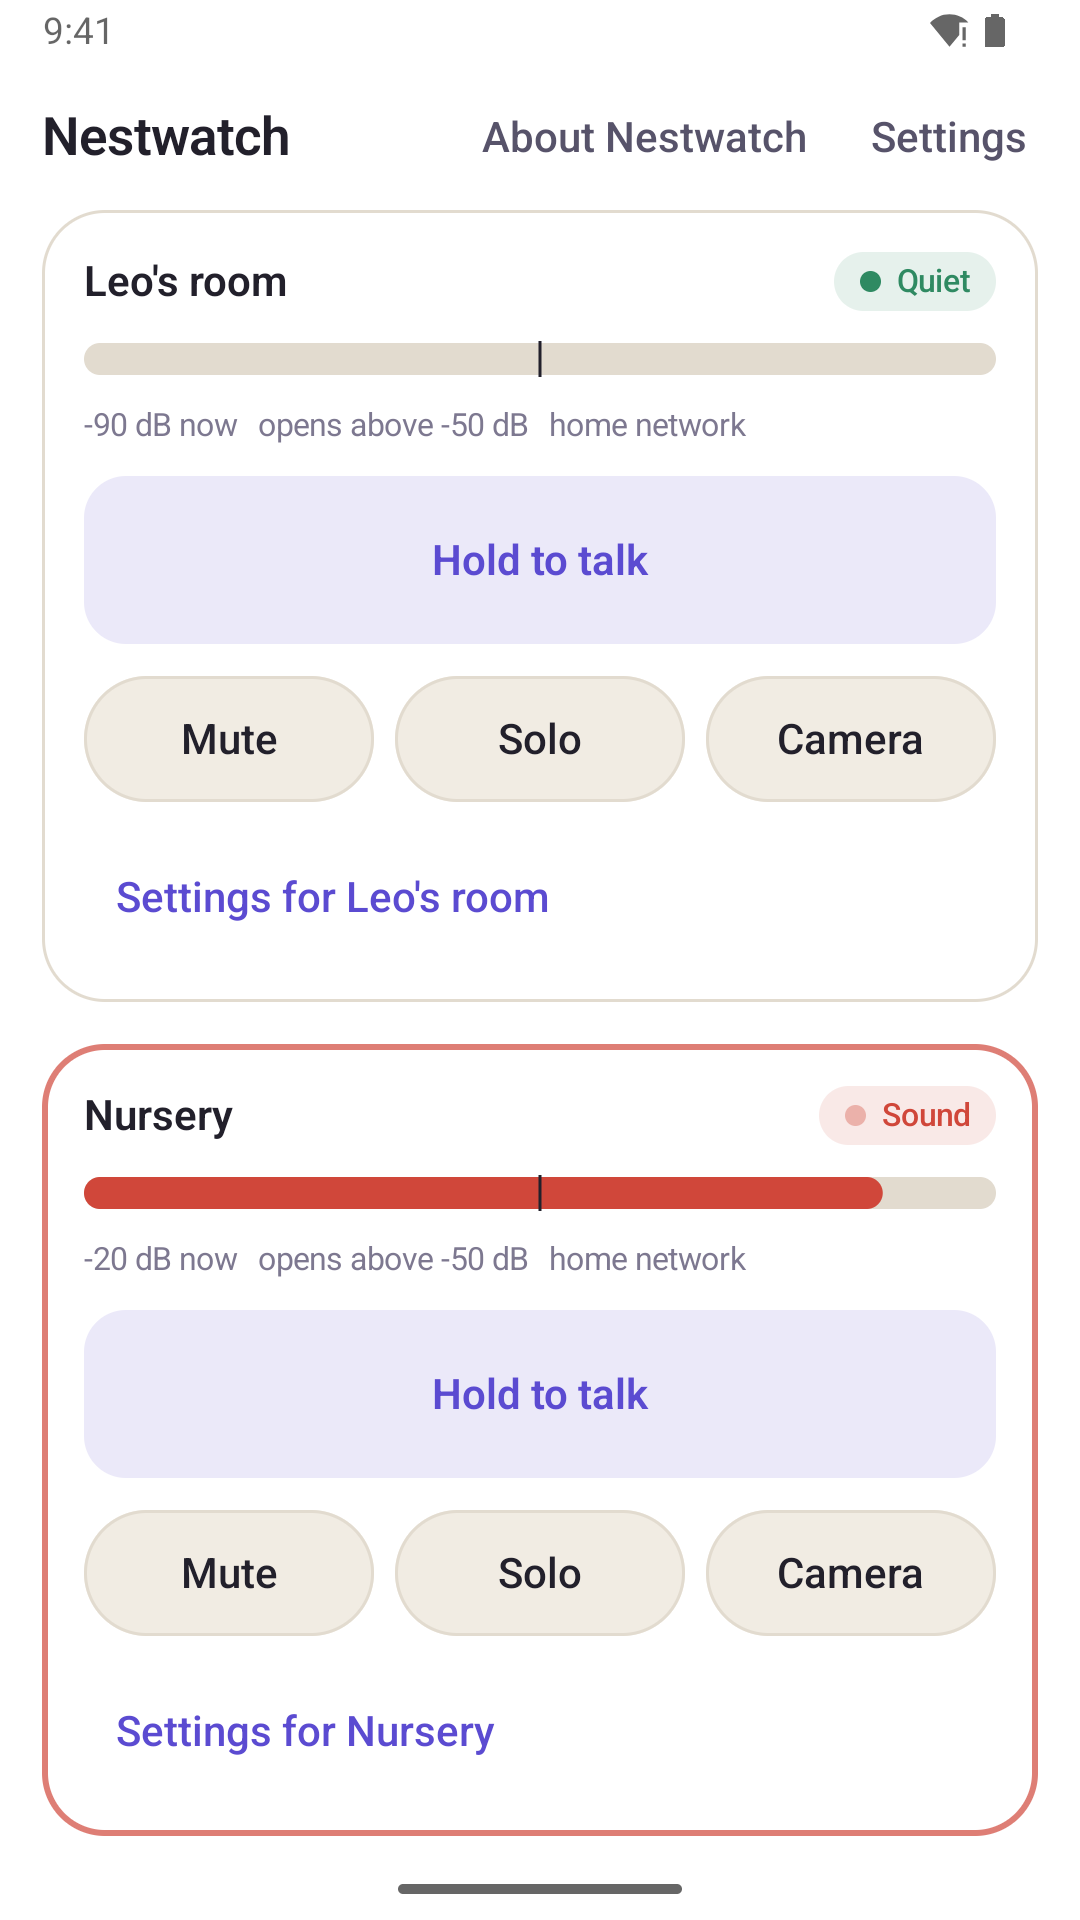 9:41
Nestwatch About Nestwatch Settings
Leo's room Quiet
-90 dB now opens above -50 dB home network
Hold to talk
Mute Solo Camera
Settings for Leo's room
Nursery Sound
-20 dB now opens above -50 dB home network
Hold to talk
Mute Solo Camera
Settings for Nursery